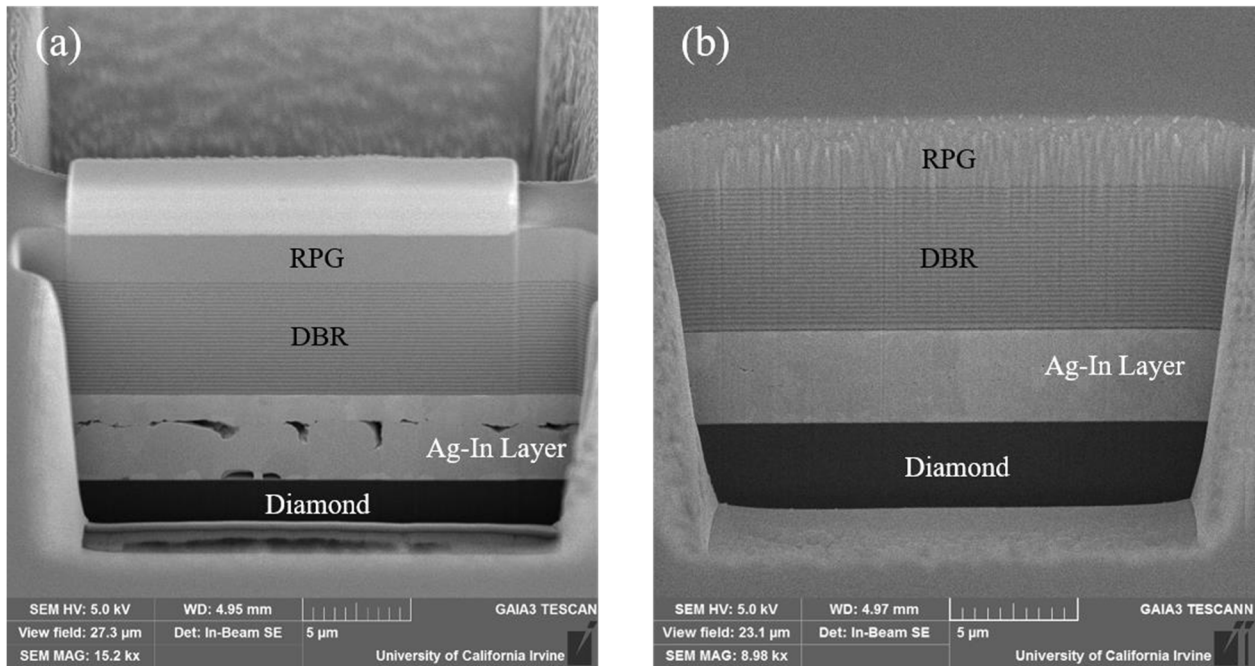 (a)
RPG
DBR
Ag-In Layer
Diamond
SEM HV: 5.0 kV WD: 4.95 mm GAIA3 TESCAN
View field: 27.3 µm Det: In-Beam SE 5 µm
SEM MAG: 15.2 kx University of California Irvine
(b)
RPG
DBR
Ag-In Layer
Diamond
SEM HV: 5.0 kV WD: 4.97 mm GAIA3 TESCANN
View field: 23.1 µm Det: In-Beam SE 5 µm
SEM MAG: 8.98 kx University of California Irvine